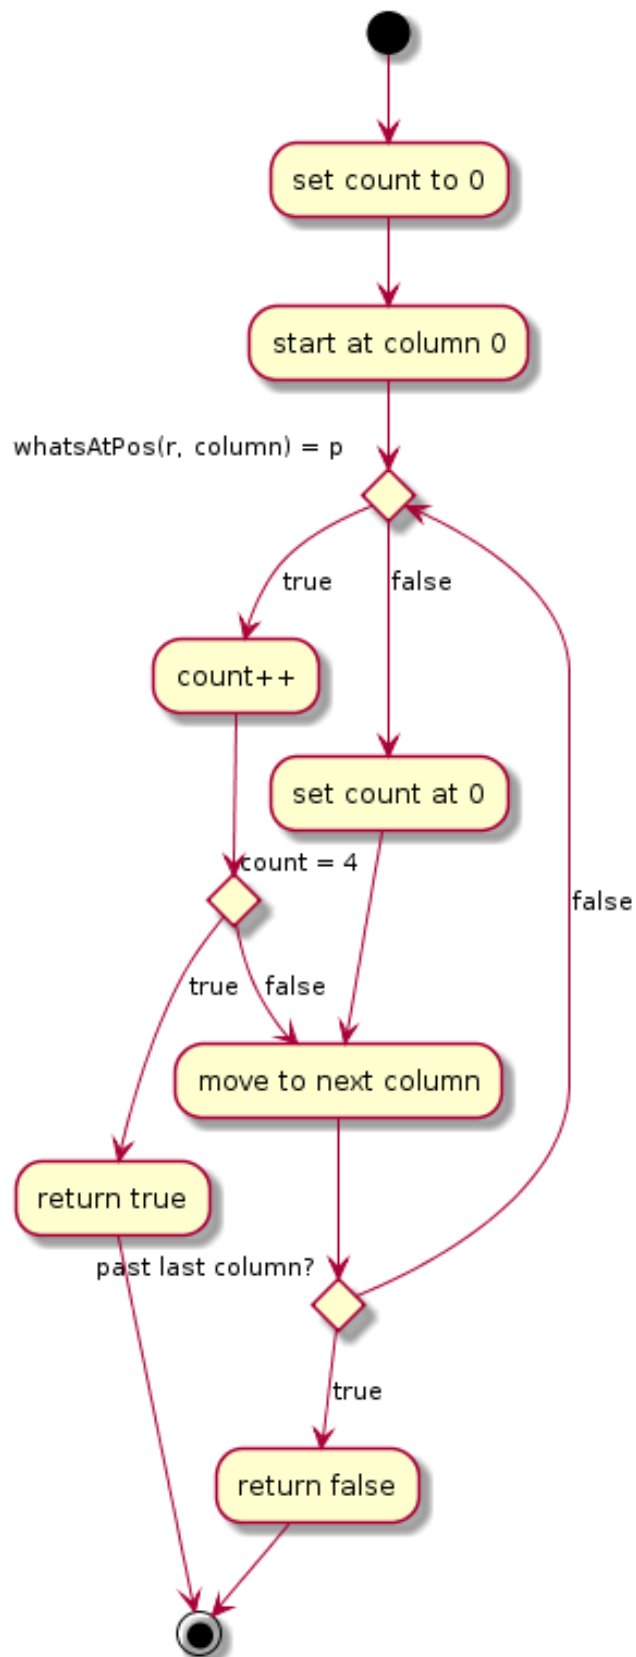 set count to 0
start at column 0
whatsAtPos(r, column) = p
true
false
count++
set count at 0
count = 4
false
true
false
move to next column
return true
past last column?
true
return false